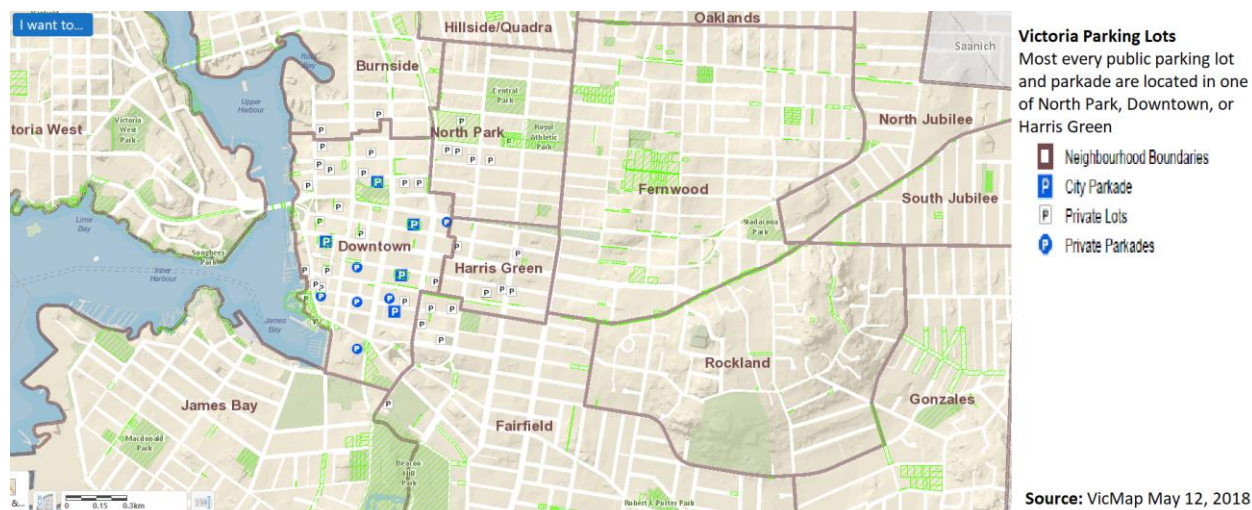 I want to...
Hillside/Quadra
Oaklands
Saanich
Burnside
Upper
Harbour
Central
Park
North Park
Royal
Athletic
Park
North Jubilee
toria West
Victoria
West
Park
Fernwood
South Jubilee
Stadacona
Park
Lime
Bay
Songhees
Park
Downtown
Harris Green
Inner
Harbour
James
Bay
Rockland
James Bay
Gonzales
Fairfield
Macdonald
Park
Beacon
Hill
Park
Robert J. Porter Park
&...
0 0.15 0.3km
Victoria Parking Lots
Most every public parking lot
and parkade are located in one
of North Park, Downtown, or
Harris Green
Neighbourhood Boundaries
P City Parkade
P Private Lots
P Private Parkades
Source: VicMap May 12, 2018